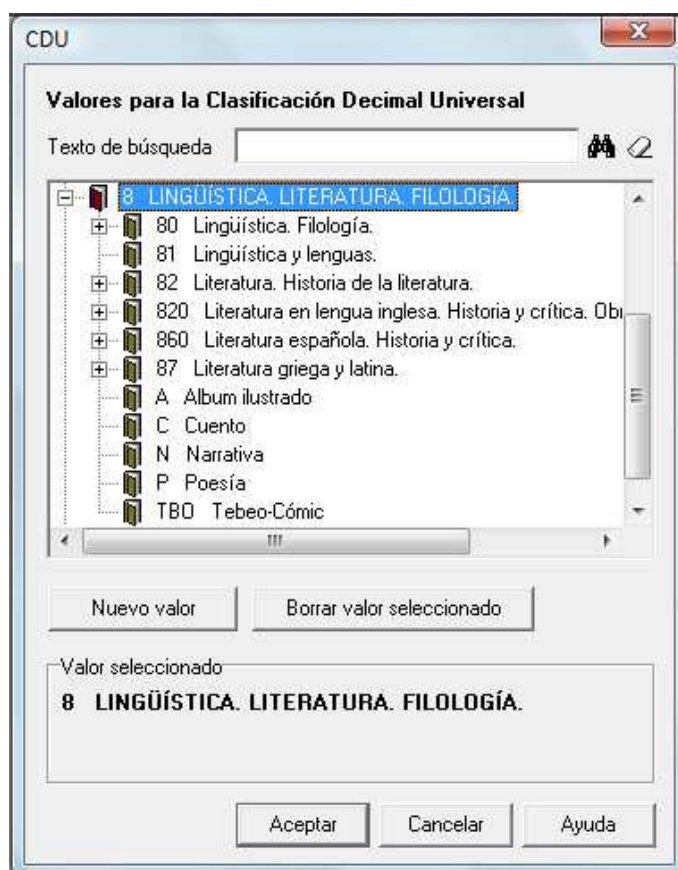 CDU
Valores para la Clasificación Decimal Universal
Texto de búsqueda
8 LINGÜÍSTICA. LITERATURA. FILOLOGÍA.
80 Lingüística. Filología.
81 Lingüística y lenguas.
82 Literatura. Historia de la literatura.
820 Literatura en lengua inglesa. Historia y crítica. Obr
860 Literatura española. Historia y crítica.
87 Literatura griega y latina.
A Album ilustrado
C Cuento
N Narrativa
P Poesía
TBO Tebeo-Cómic
Nuevo valor Borrar valor seleccionado
Valor seleccionado
8 LINGÜÍSTICA. LITERATURA. FILOLOGÍA.
Aceptar Cancelar Ayuda